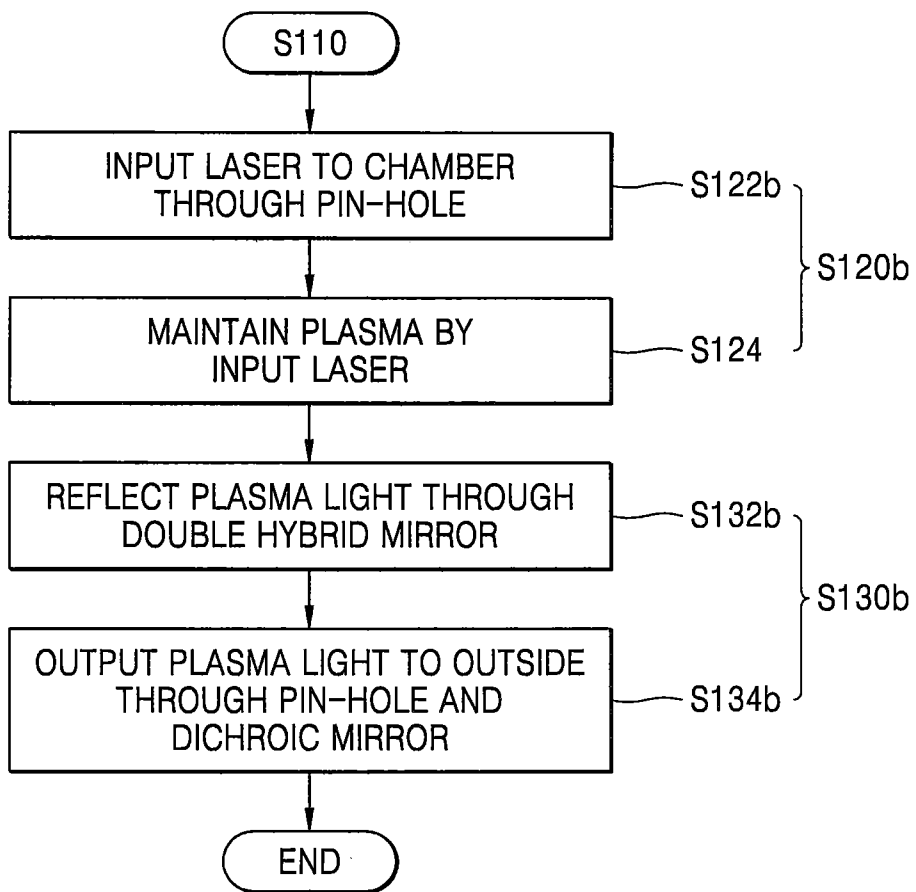 S110
INPUT LASER TO CHAMBER
THROUGH PIN-HOLE
S122b
S120b
MAINTAIN PLASMA BY
INPUT LASER
S124
REFLECT PLASMA LIGHT THROUGH
DOUBLE HYBRID MIRROR
S132b
S130b
OUTPUT PLASMA LIGHT TO OUTSIDE
THROUGH PIN-HOLE AND
DICHROIC MIRROR
S134b
END